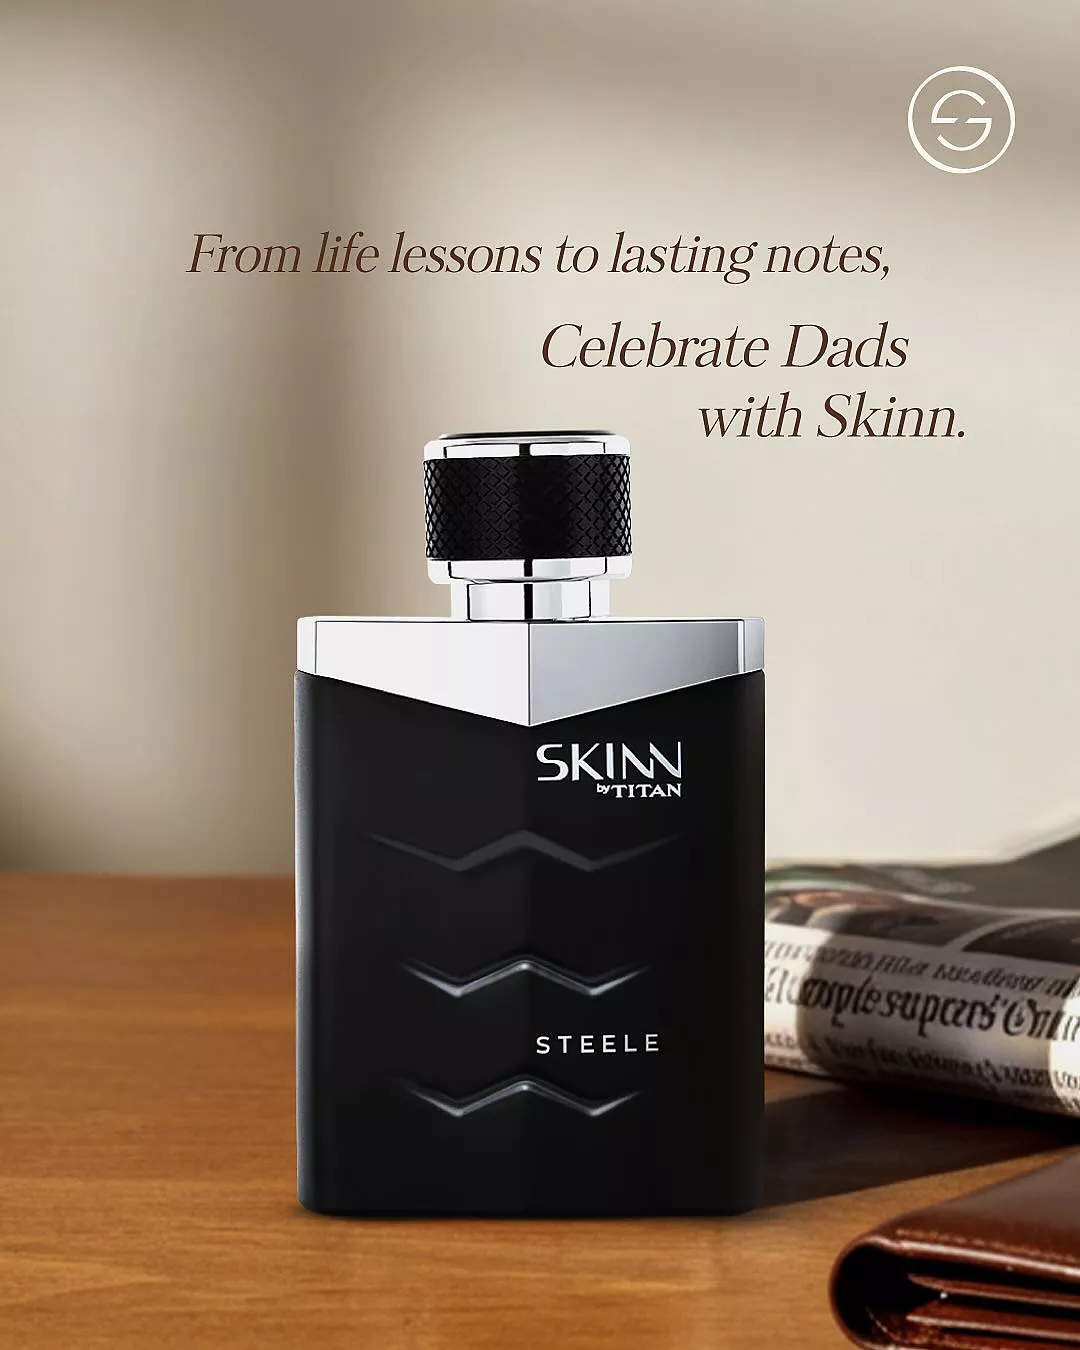 From life lessons to lasting notes,
Celebrate Dads
with Skinn.
SKINN
by TITAN
STEELE